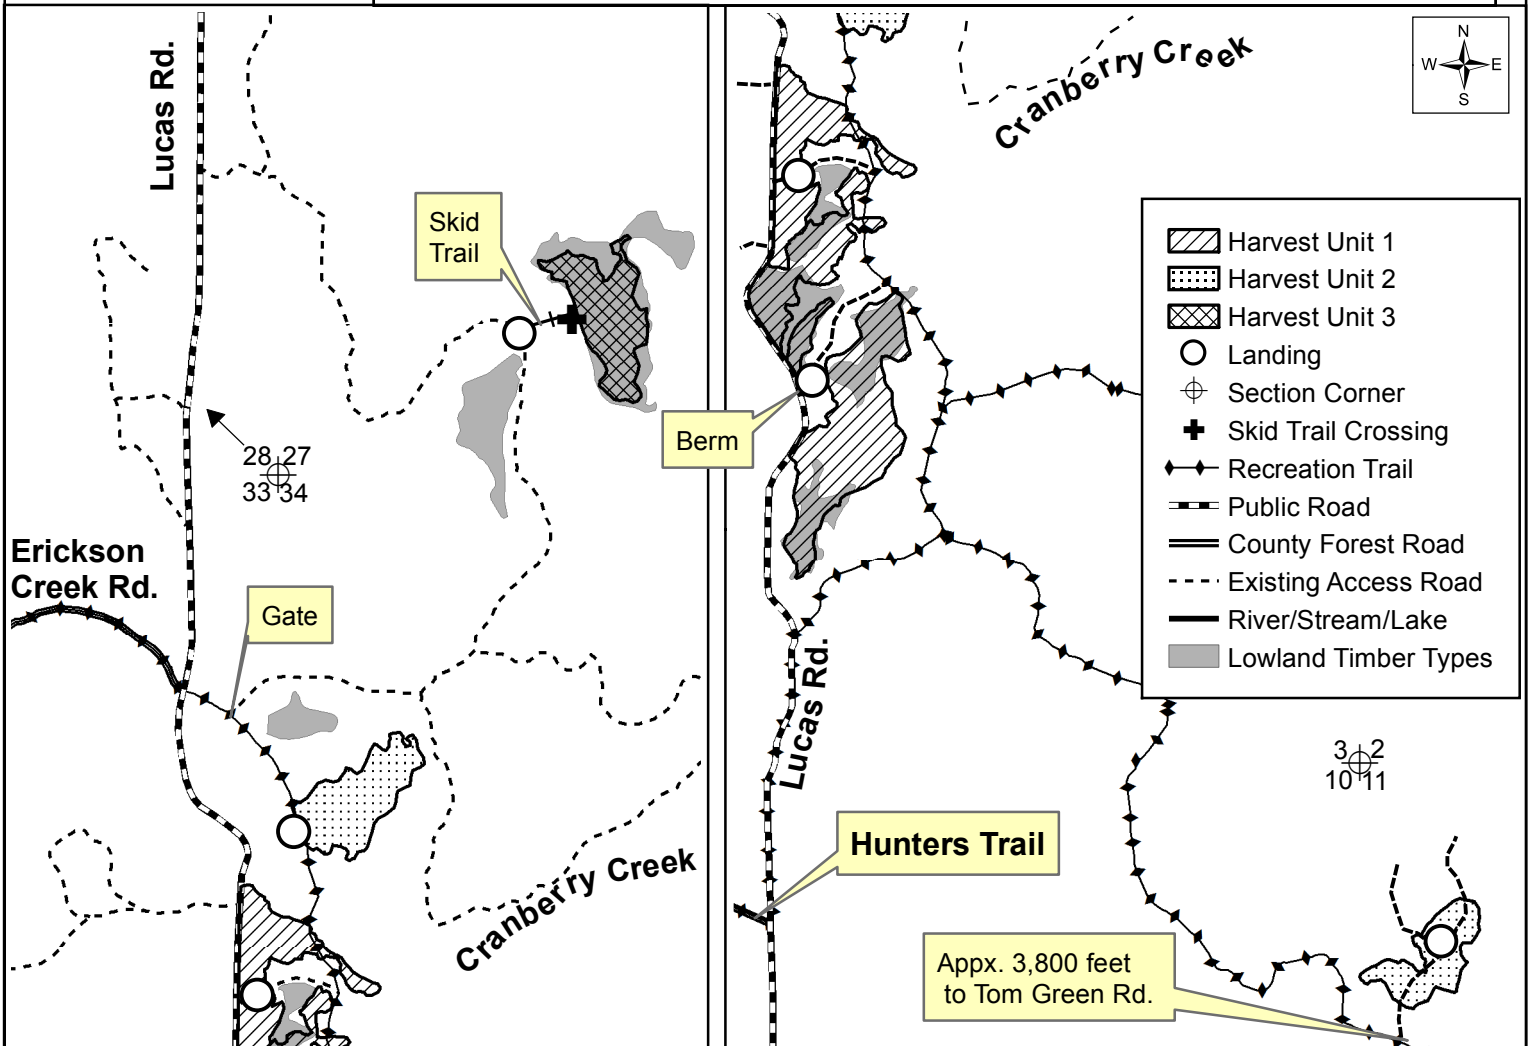 Lucas Rd.
Skid
Trail
28 27
33 34
Erickson
Creek Rd.
Gate
Cranberry Creek
Cranberry Creek
N
W E
S
Berm
Harvest Unit 1
Harvest Unit 2
Harvest Unit 3
Landing
Section Corner
Skid Trail Crossing
Recreation Trail
Public Road
County Forest Road
Existing Access Road
River/Stream/Lake
Lowland Timber Types
Lucas Rd.
3 2
10 11
Hunters Trail
Appx. 3,800 feet
to Tom Green Rd.